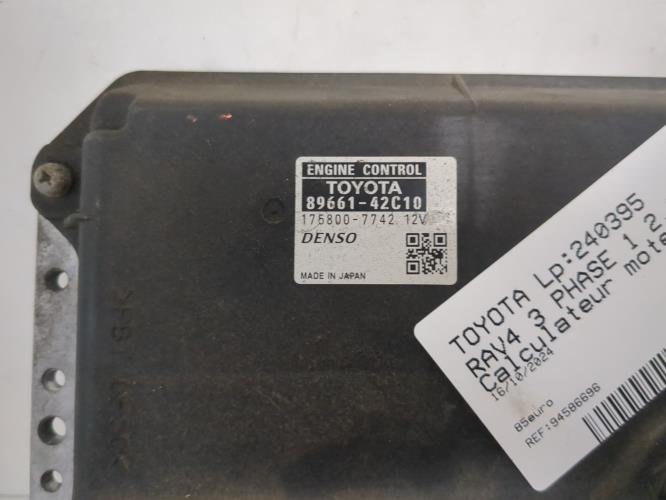 ENGINE CONTROL
TOYOTA
89661-42C10
175800-7742 12V
DENSO
MADE IN JAPAN
TOYOTA Lp:240395
RAV4 3 PHASE 1 2
Calculateur mote
16/10/2024
85euro
REF:94586696